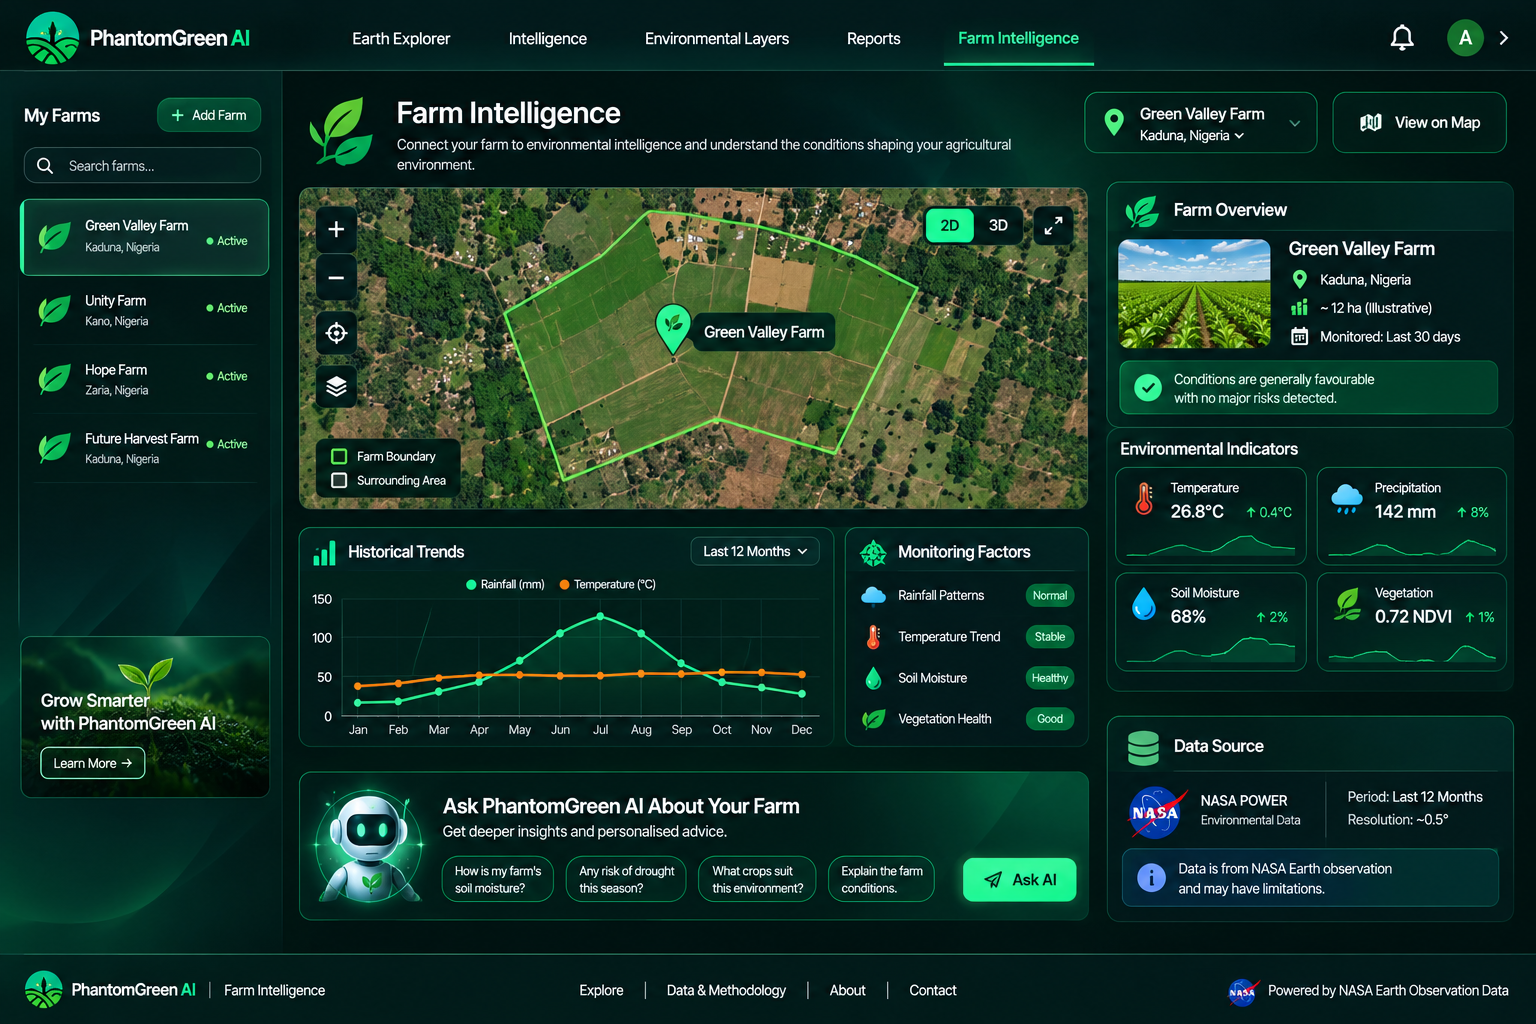 PhantomGreen AI
Earth Explorer
Intelligence
Environmental Layers
Reports
Farm Intelligence
A
My Farms
+ Add Farm
Search farms...
Green Valley Farm
Kaduna, Nigeria
Active
Unity Farm
Kano, Nigeria
Active
Hope Farm
Zaria, Nigeria
Active
Future Harvest Farm
Kaduna, Nigeria
Active
Grow Smarter
with PhantomGreen AI
Learn More →
Farm Intelligence
Connect your farm to environmental intelligence and understand the conditions shaping your agricultural
environment.
Green Valley Farm
Kaduna, Nigeria
View on Map
+
−
2D
3D
Green Valley Farm
Farm Boundary
Surrounding Area
Historical Trends
Last 12 Months
Rainfall (mm)
Temperature (°C)
150
100
50
0
Jan Feb Mar Apr May Jun Jul Aug Sep Oct Nov Dec
Monitoring Factors
Rainfall Patterns Normal
Temperature Trend Stable
Soil Moisture Healthy
Vegetation Health Good
Ask PhantomGreen AI About Your Farm
Get deeper insights and personalised advice.
How is my farm's
soil moisture?
Any risk of drought
this season?
What crops suit
this environment?
Explain the farm
conditions.
Ask AI
Farm Overview
Green Valley Farm
Kaduna, Nigeria
~ 12 ha (Illustrative)
Monitored: Last 30 days
Conditions are generally favourable
with no major risks detected.
Environmental Indicators
Temperature
26.8°C ↑ 0.4°C
Precipitation
142 mm ↑ 8%
Soil Moisture
68% ↑ 2%
Vegetation
0.72 NDVI ↑ 1%
Data Source
NASA
NASA POWER
Environmental Data
Period: Last 12 Months
Resolution: ~0.5°
i
Data is from NASA Earth observation
and may have limitations.
PhantomGreen AI | Farm Intelligence
Explore | Data & Methodology | About | Contact
NASA
Powered by NASA Earth Observation Data